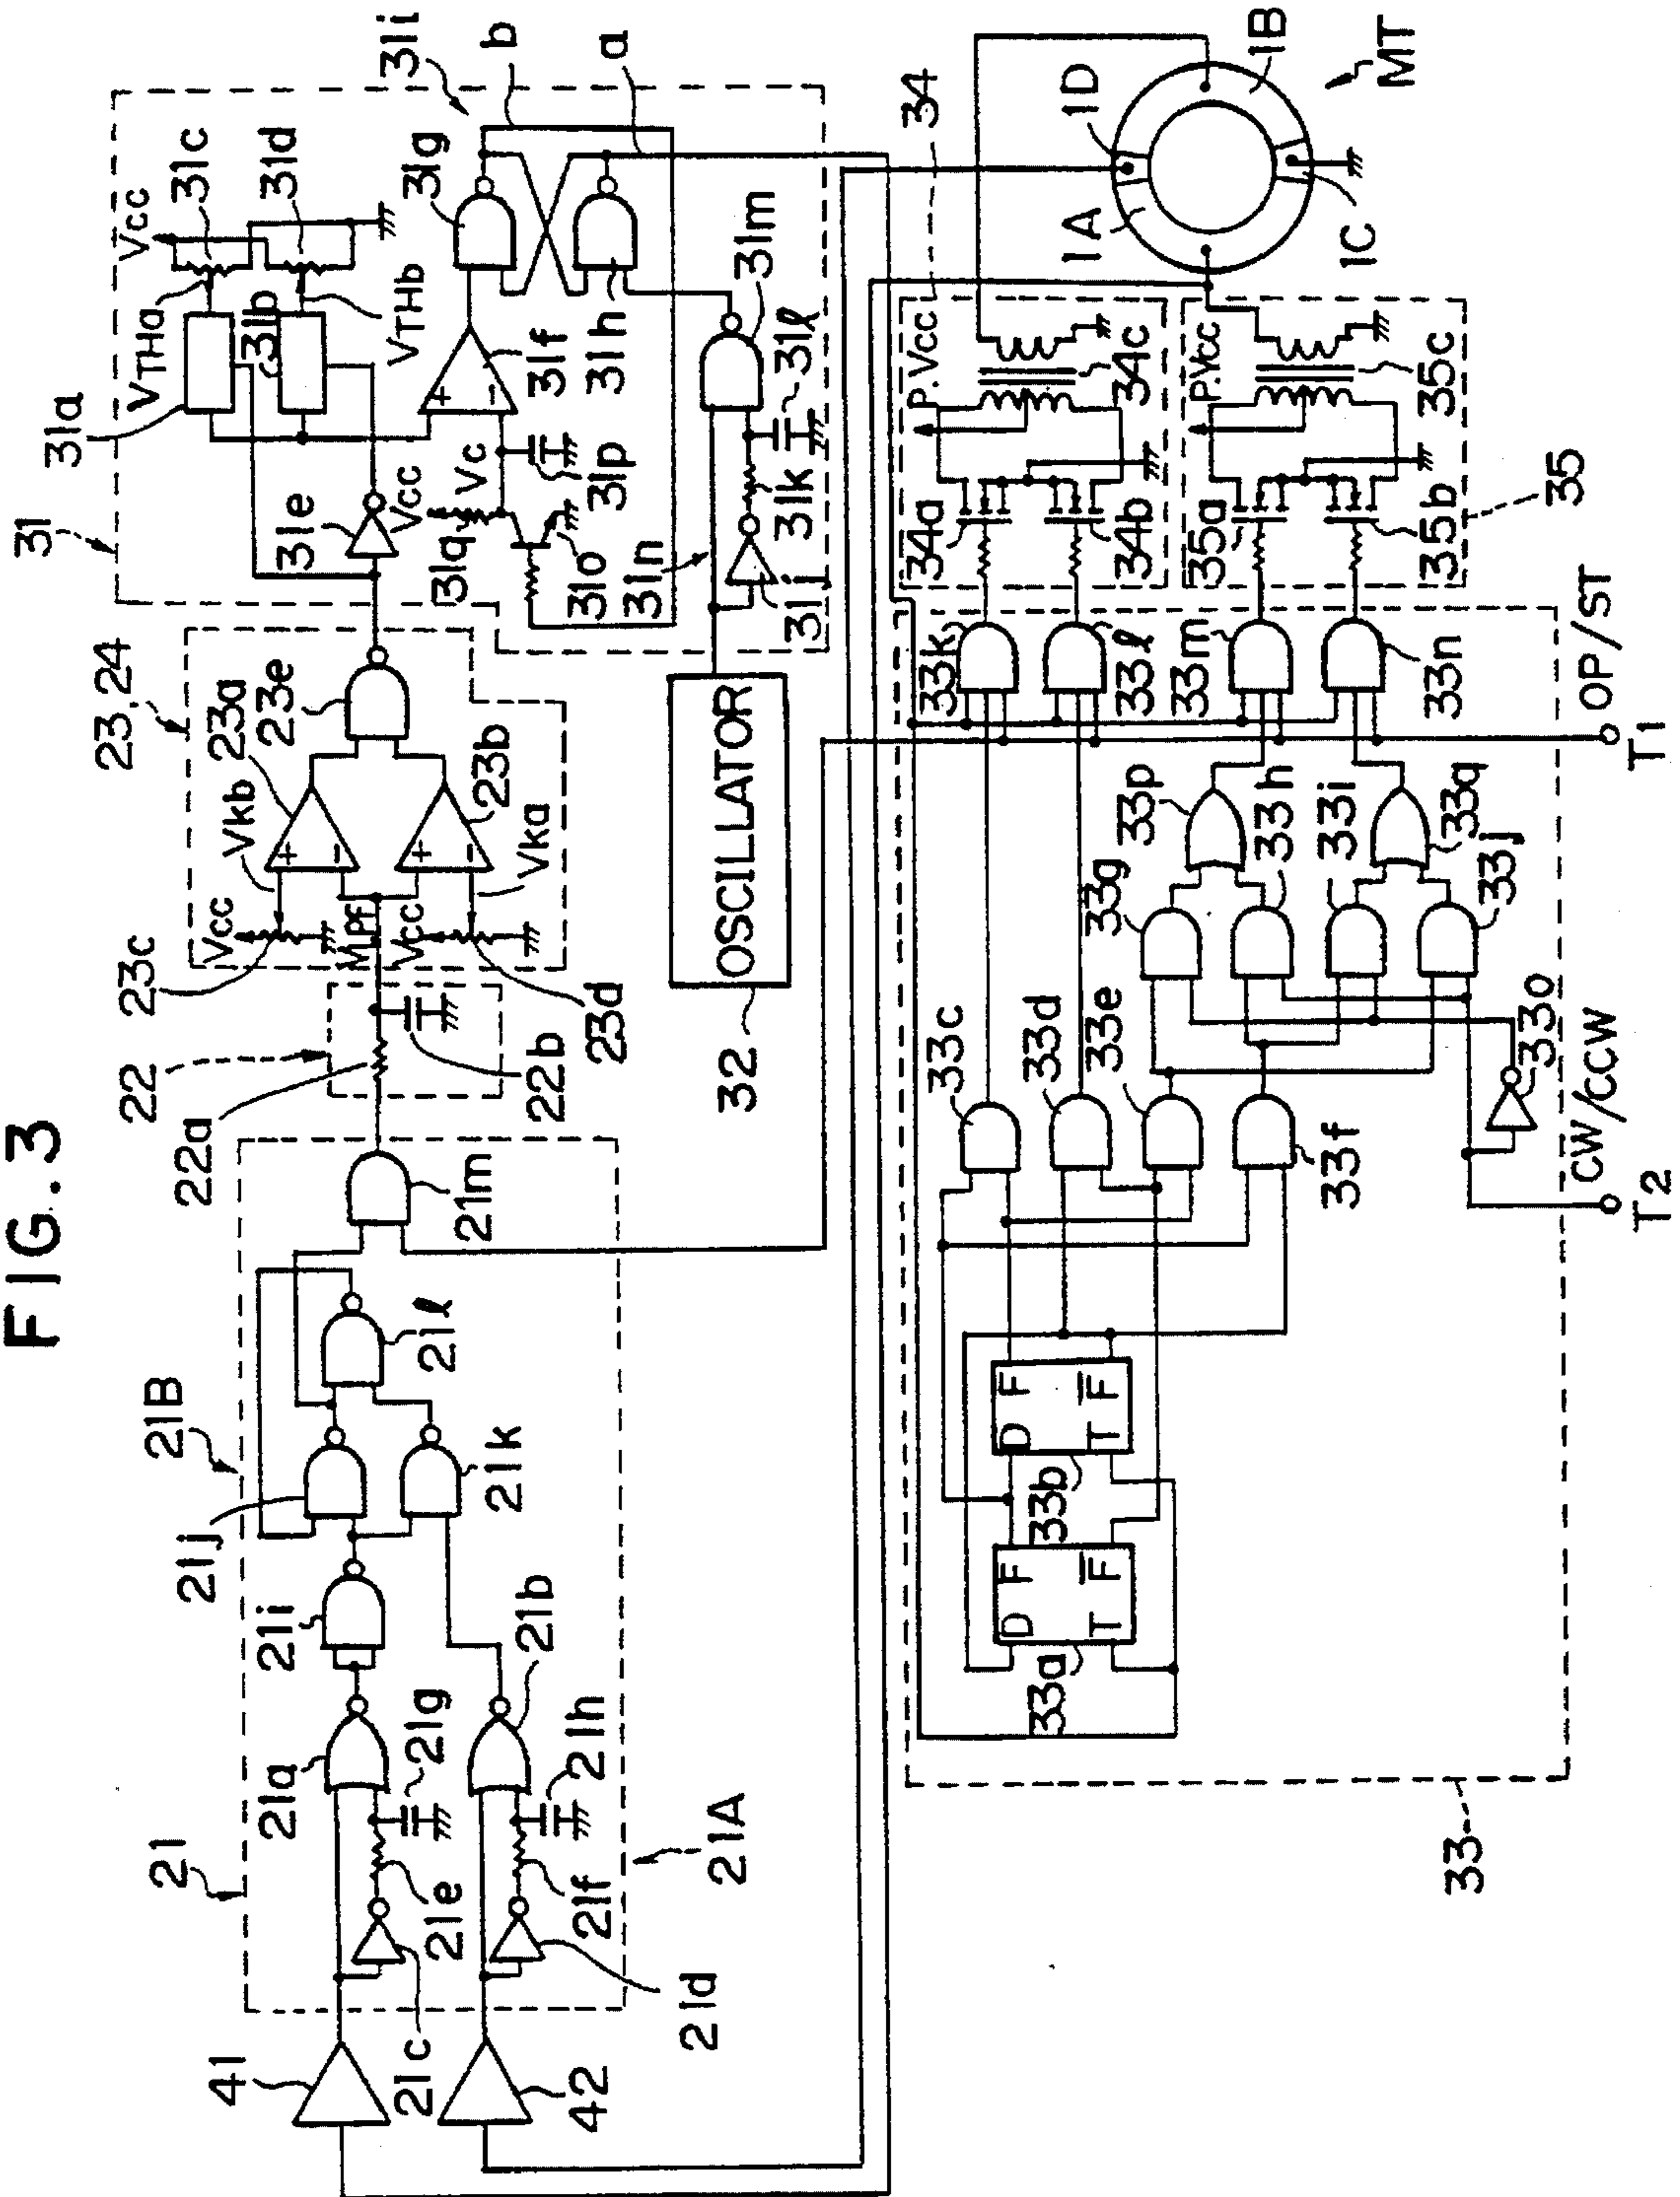 FIG. 3
31
31a
VTHa
Vcc
31c
31d
31b
VTHb
31i
b
a
31g
31e
Vcc
31q
Vc
31f
31p
31h
31o
31n
31m
31l
31k
31j
23,24
23a
23e
Vkb
Vcc
23b
Vka
23c
Vcc
23d
22
22a
22b
OSCILLATOR
32
21m
21
21B
21l
21j
21k
21i
21b
21a
21g
21h
21e
21f
21A
41
21c
42
21d
34
P.Vcc
34a
34b
34c
1D
1A
1B
1C
MT
P.Vcc
35a
35b
35c
35
33k
33l
33m
33n
OP/ST
T1
33p
33h
33i
33q
33g
33j
33c
33d
33e
33f
33o
CW/CCW
T2
D F
T F̅
33b
D F
T F̅
33a
33